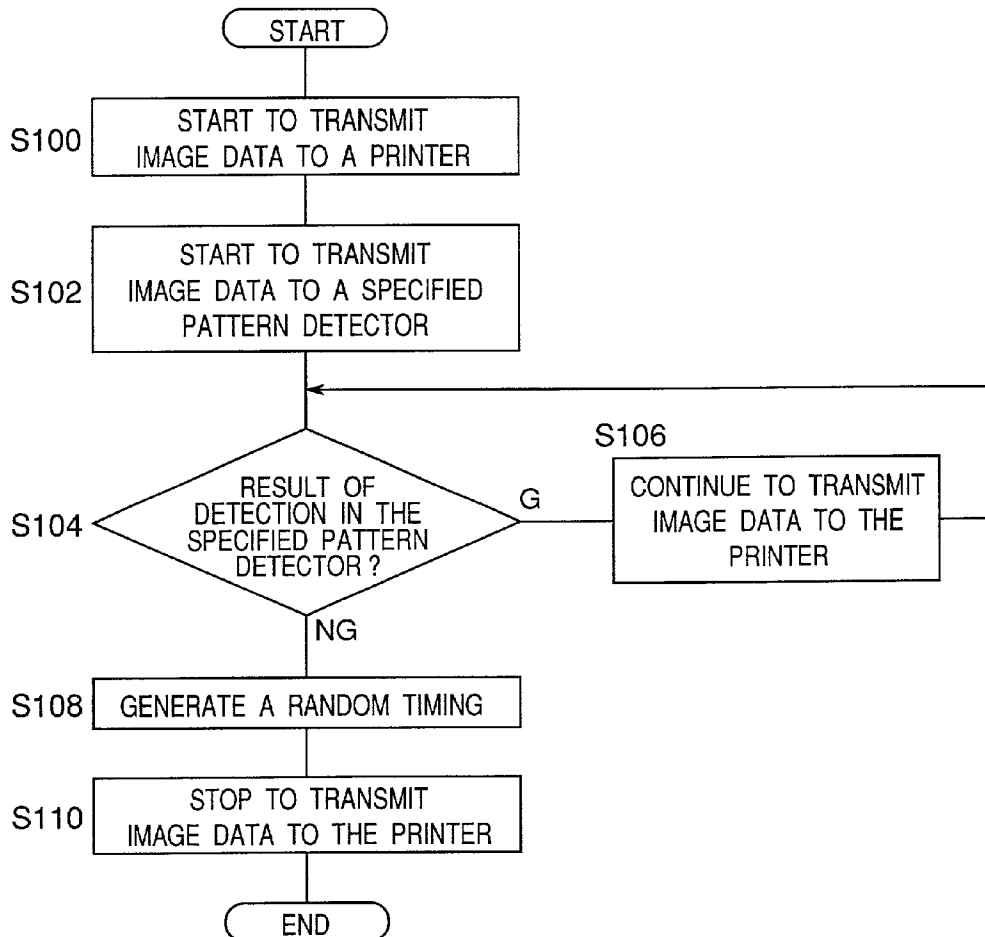 START
S100
START TO TRANSMIT
IMAGE DATA TO A PRINTER
S102
START TO TRANSMIT
IMAGE DATA TO A SPECIFIED
PATTERN DETECTOR
S104
RESULT OF
DETECTION IN THE
SPECIFIED PATTERN
DETECTOR ?
G
S106
CONTINUE TO TRANSMIT
IMAGE DATA TO THE
PRINTER
NG
S108
GENERATE A RANDOM TIMING
S110
STOP TO TRANSMIT
IMAGE DATA TO THE PRINTER
END